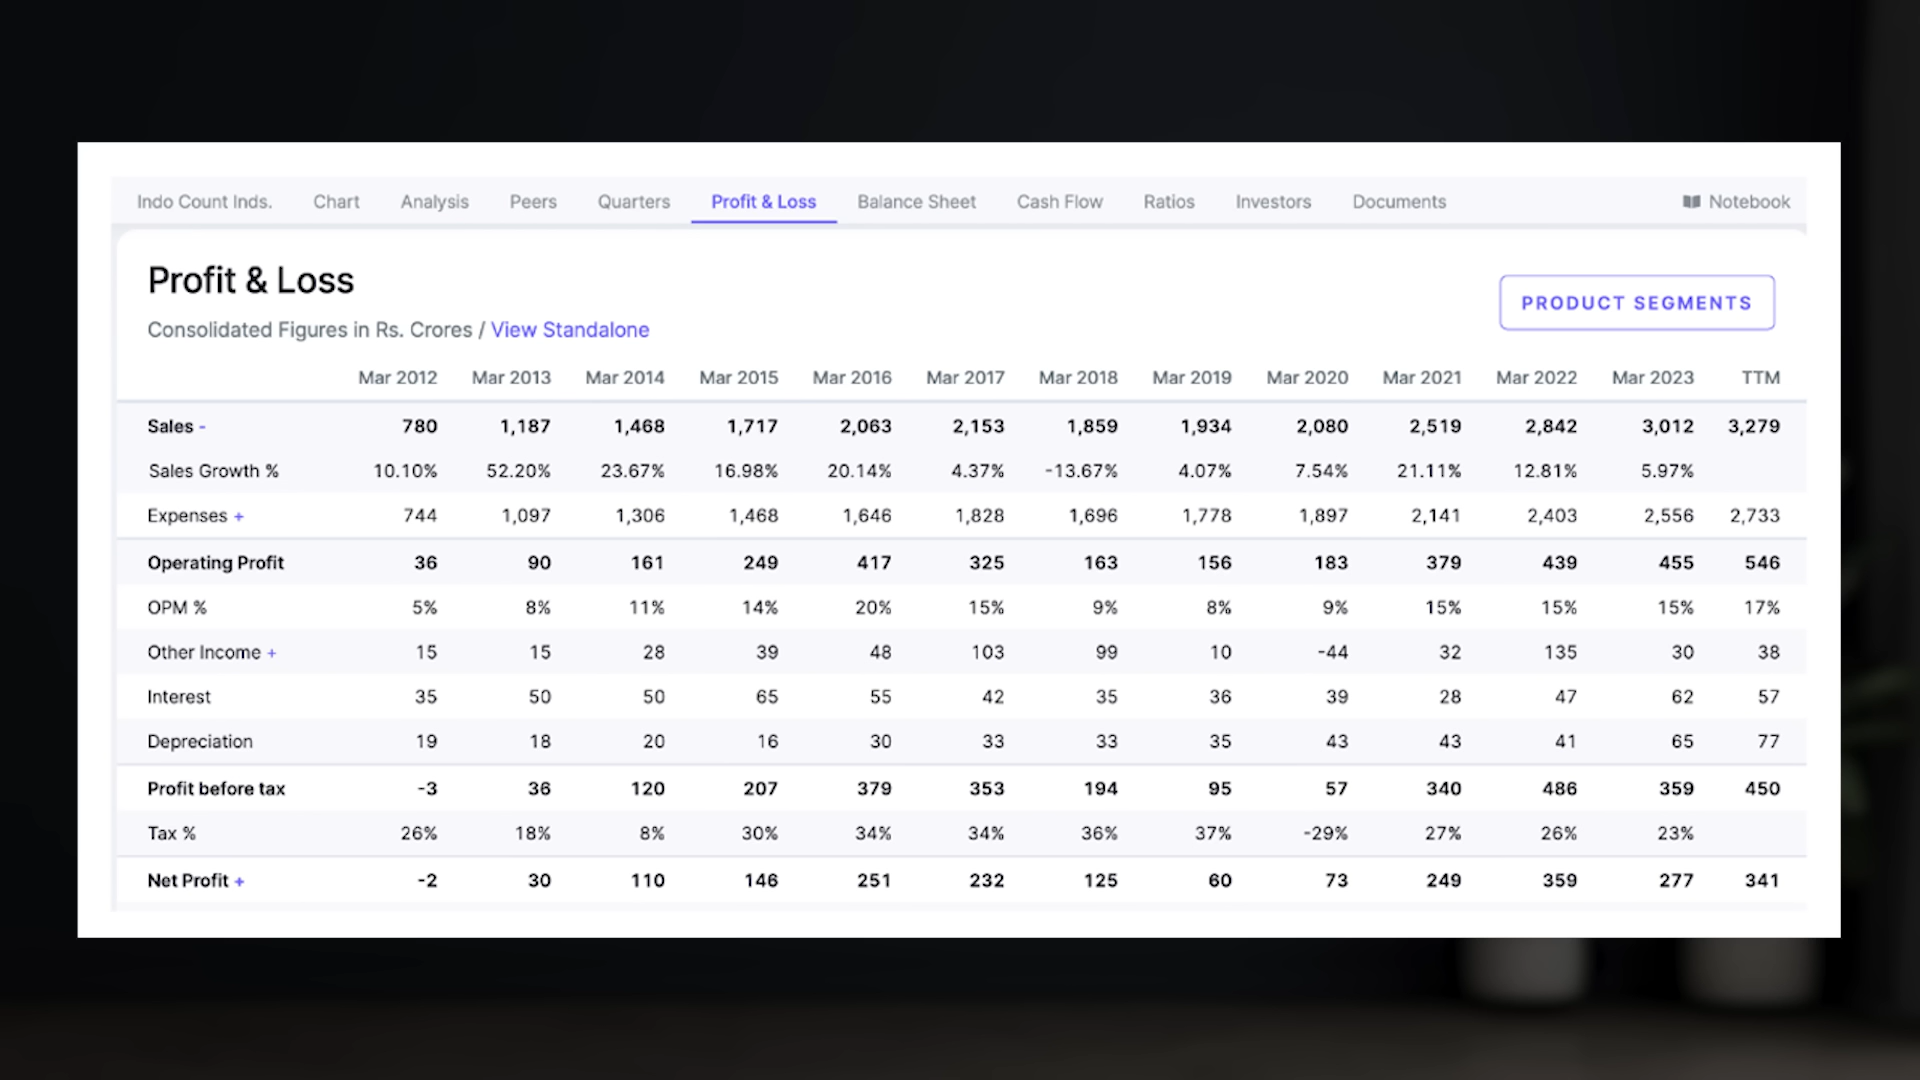 Indo Count Inds. Chart Analysis Peers Quarters Profit & Loss Balance Sheet Cash Flow Ratios Investors Documents Notebook
Profit & Loss
PRODUCT SEGMENTS
Consolidated Figures in Rs. Crores / View Standalone
Mar 2012 Mar 2013 Mar 2014 Mar 2015 Mar 2016 Mar 2017 Mar 2018 Mar 2019 Mar 2020 Mar 2021 Mar 2022 Mar 2023 TTM
Sales - 780 1,187 1,468 1,717 2,063 2,153 1,859 1,934 2,080 2,519 2,842 3,012 3,279
Sales Growth % 10.10% 52.20% 23.67% 16.98% 20.14% 4.37% -13.67% 4.07% 7.54% 21.11% 12.81% 5.97%
Expenses + 744 1,097 1,306 1,468 1,646 1,828 1,696 1,778 1,897 2,141 2,403 2,556 2,733
Operating Profit 36 90 161 249 417 325 163 156 183 379 439 455 546
OPM % 5% 8% 11% 14% 20% 15% 9% 8% 9% 15% 15% 15% 17%
Other Income + 15 15 28 39 48 103 99 10 -44 32 135 30 38
Interest 35 50 50 65 55 42 35 36 39 28 47 62 57
Depreciation 19 18 20 16 30 33 33 35 43 43 41 65 77
Profit before tax -3 36 120 207 379 353 194 95 57 340 486 359 450
Tax % 26% 18% 8% 30% 34% 34% 36% 37% -29% 27% 26% 23%
Net Profit + -2 30 110 146 251 232 125 60 73 249 359 277 341